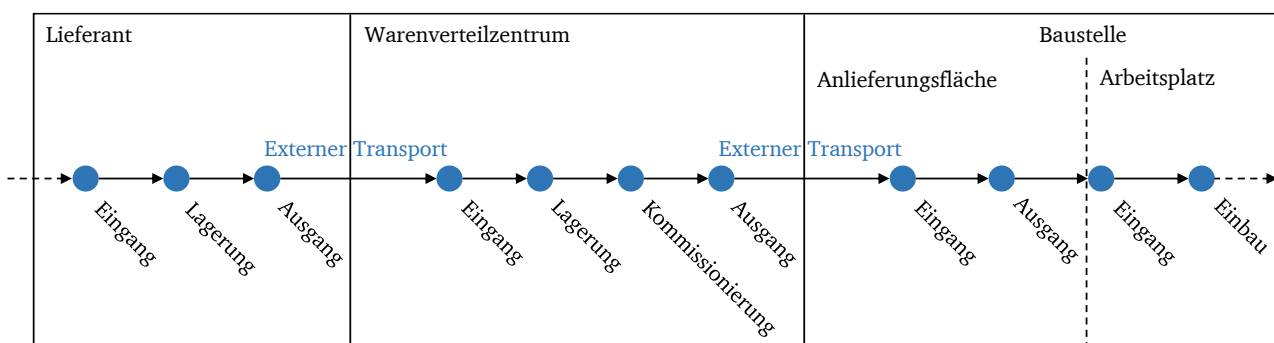 Lieferant
Warenverteilzentrum
Baustelle
Anlieferungsfläche
Arbeitsplatz
Externer Transport
Externer Transport
Eingang
Lagerung
Ausgang
Eingang
Lagerung
Kommissionierung
Ausgang
Eingang
Ausgang
Eingang
Einbau